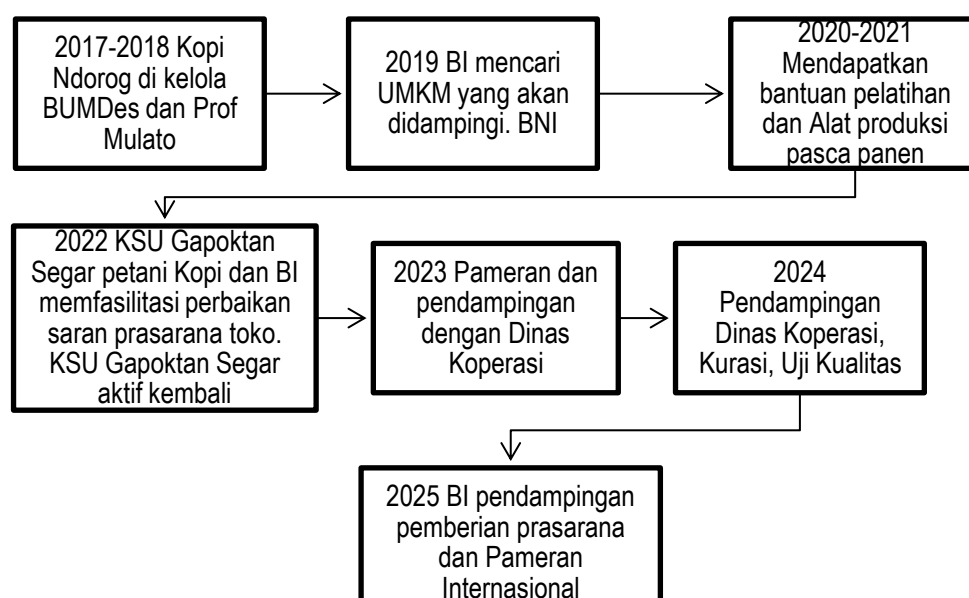 2017-2018 Kopi
Ndorog di kelola
BUMDes dan Prof
Mulato
2019 BI mencari
UMKM yang akan
didampingi. BNI
2020-2021
Mendapatkan
bantuan pelatihan
dan Alat produksi
pasca panen
2022 KSU Gapoktan
Segar petani Kopi dan BI
memfasilitasi perbaikan
saran prasarana toko.
KSU Gapoktan Segar
aktif kembali
2023 Pameran dan
pendampingan
dengan Dinas
Koperasi
2024
Pendampingan
Dinas Koperasi,
Kurasi, Uji Kualitas
2025 BI pendampingan
pemberian prasarana
dan Pameran
Internasional